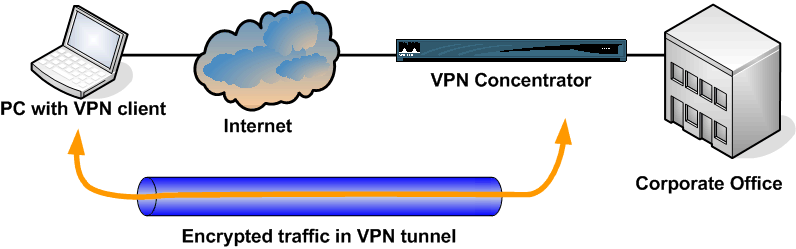 PC with VPN client
Internet
VPN Concentrator
Corporate Office
Encrypted traffic in VPN tunnel